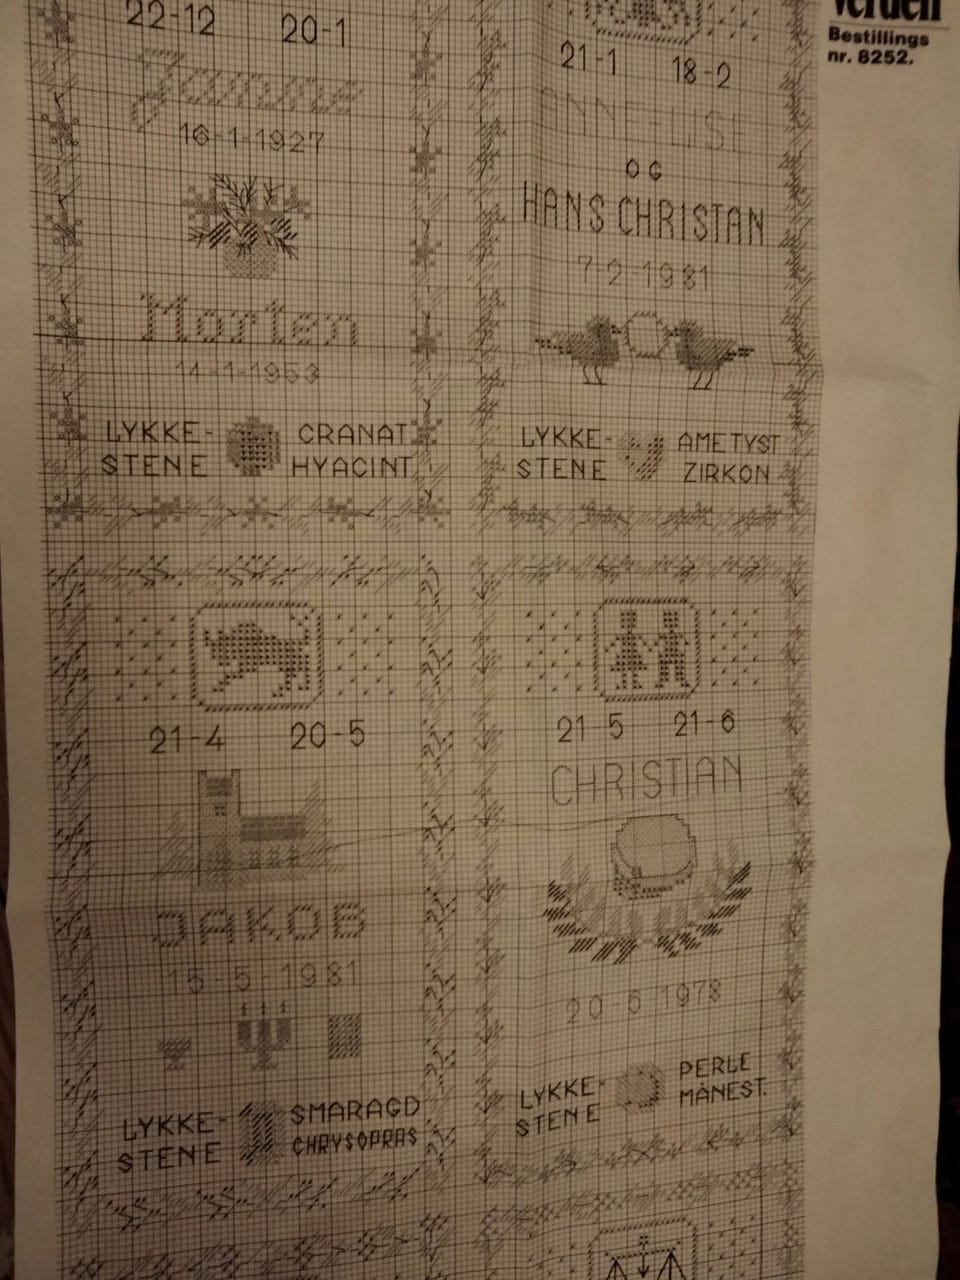 Bestillings
nr. 8252.
22-12 20-1
Janne
16-1-1927
Morten
14-1-1953
LYKKE-
STENE
GRANAT
HYACINT
21-1 18-2
ANNE-LISE
OG
HANS CHRISTAN
7-2-1981
LYKKE-
STENE
AMETYST
ZIRKON
21-4 20-5
JAKOB
15-5 1981
LYKKE-
STENE
SMARAGD
CHRYSOPRAS
21-5 21-6
CHRISTIAN
20 6 1978
LYKKE-
STENE
PERLE
MÅNEST.